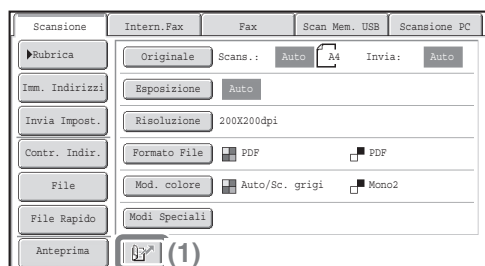 Scansione Intern.Fax Fax Scan Mem. USB Scansione PC
Rubrica Originale Scans.: Auto A4 Invia: Auto
Imm. Indirizzi Esposizione Auto
Invia Impost. Risoluzione 200X200dpi
Contr. Indir. Formato File PDF PDF
File Mod. colore Auto/Sc. grigi Mono2
File Rapido Modi Speciali
Anteprima (1)